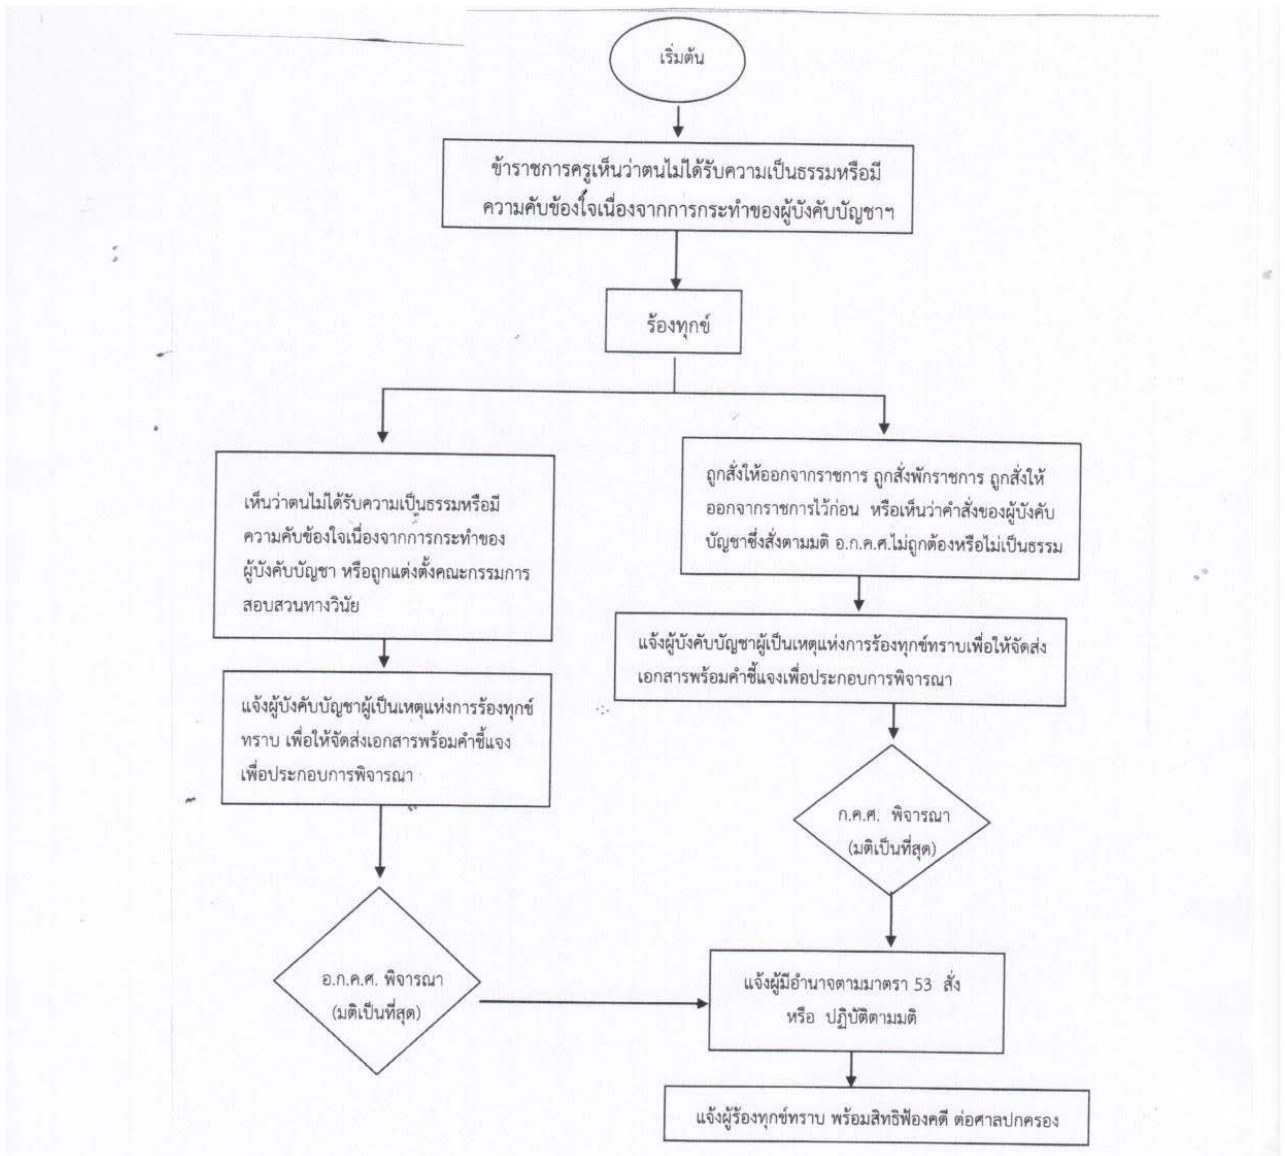 เริ่มต้น
ข้าราชการครูเห็นว่าตนไม่ได้รับความเป็นธรรมหรือมี
ความคับข้องใจเนื่องจากการกระทำของผู้บังคับบัญชาฯ
ร้องทุกข์
เห็นว่าตนไม่ได้รับความเป็นธรรมหรือมี
ความคับข้องใจเนื่องจากการกระทำของ
ผู้บังคับบัญชา หรือถูกแต่งตั้งคณะกรรมการ
สอบสวนทางวินัย
แจ้งผู้บังคับบัญชาผู้เป็นเหตุแห่งการร้องทุกข์
ทราบ เพื่อให้จัดส่งเอกสารพร้อมคำชี้แจง
เพื่อประกอบการพิจารณา
อ.ก.ค.ศ. พิจารณา
(มติเป็นที่สุด)
ถูกสั่งให้ออกจากราชการ ถูกสั่งพักราชการ ถูกสั่งให้
ออกจากราชการไว้ก่อน หรือเห็นว่าคำสั่งของผู้บังคับ
บัญชาซึ่งสั่งตามมติ อ.ก.ค.ศ.ไม่ถูกต้องหรือไม่เป็นธรรม
แจ้งผู้บังคับบัญชาผู้เป็นเหตุแห่งการร้องทุกข์ทราบเพื่อให้จัดส่ง
เอกสารพร้อมคำชี้แจงเพื่อประกอบการพิจารณา
ก.ค.ศ. พิจารณา
(มติเป็นที่สุด)
แจ้งผู้มีอำนาจตามมาตรา 53 สั่ง
หรือ ปฏิบัติตามมติ
แจ้งผู้ร้องทุกข์ทราบ พร้อมสิทธิฟ้องคดี ต่อศาลปกครอง